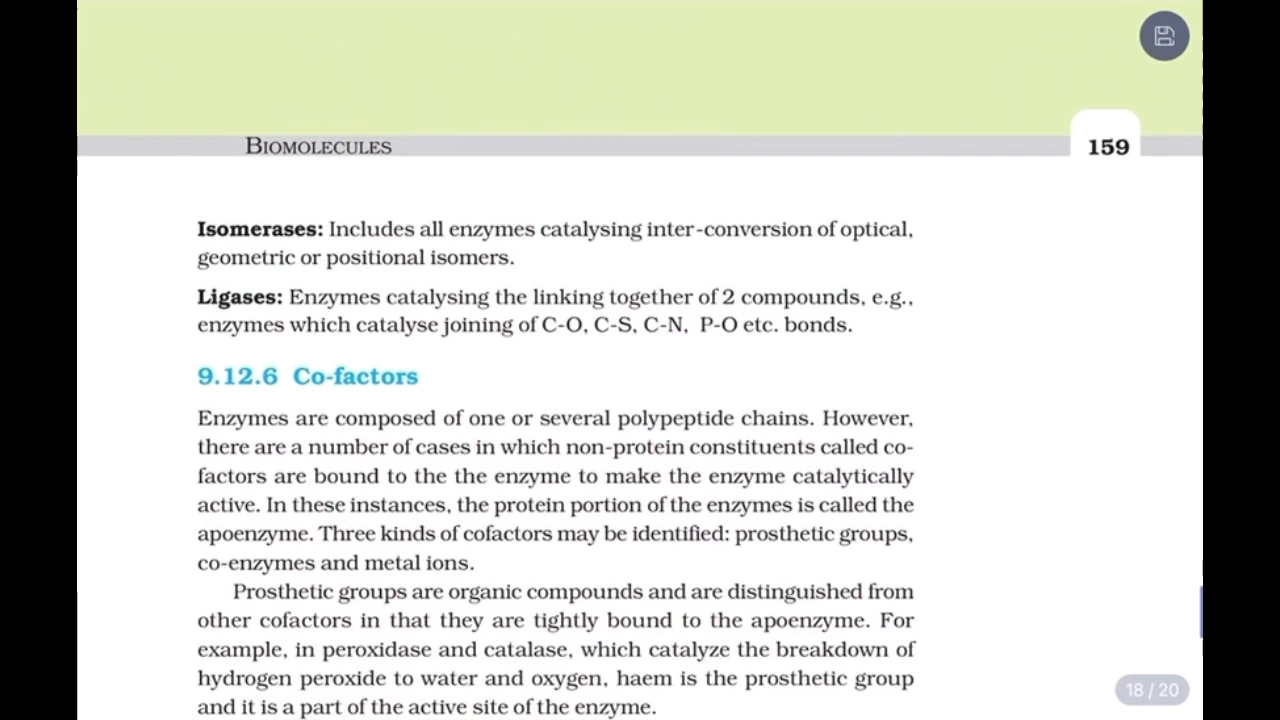 BIOMOLECULES
159
Isomerases: Includes all enzymes catalysing inter-conversion of optical,
geometric or positional isomers.
Ligases: Enzymes catalysing the linking together of 2 compounds, e.g.,
enzymes which catalyse joining of C-O, C-S, C-N, P-O etc. bonds.
9.12.6 Co-factors
Enzymes are composed of one or several polypeptide chains. However,
there are a number of cases in which non-protein constituents called co-
factors are bound to the the enzyme to make the enzyme catalytically
active. In these instances, the protein portion of the enzymes is called the
apoenzyme. Three kinds of cofactors may be identified: prosthetic groups,
co-enzymes and metal ions.
Prosthetic groups are organic compounds and are distinguished from
other cofactors in that they are tightly bound to the apoenzyme. For
example, in peroxidase and catalase, which catalyze the breakdown of
hydrogen peroxide to water and oxygen, haem is the prosthetic group
and it is a part of the active site of the enzyme.
18 / 20